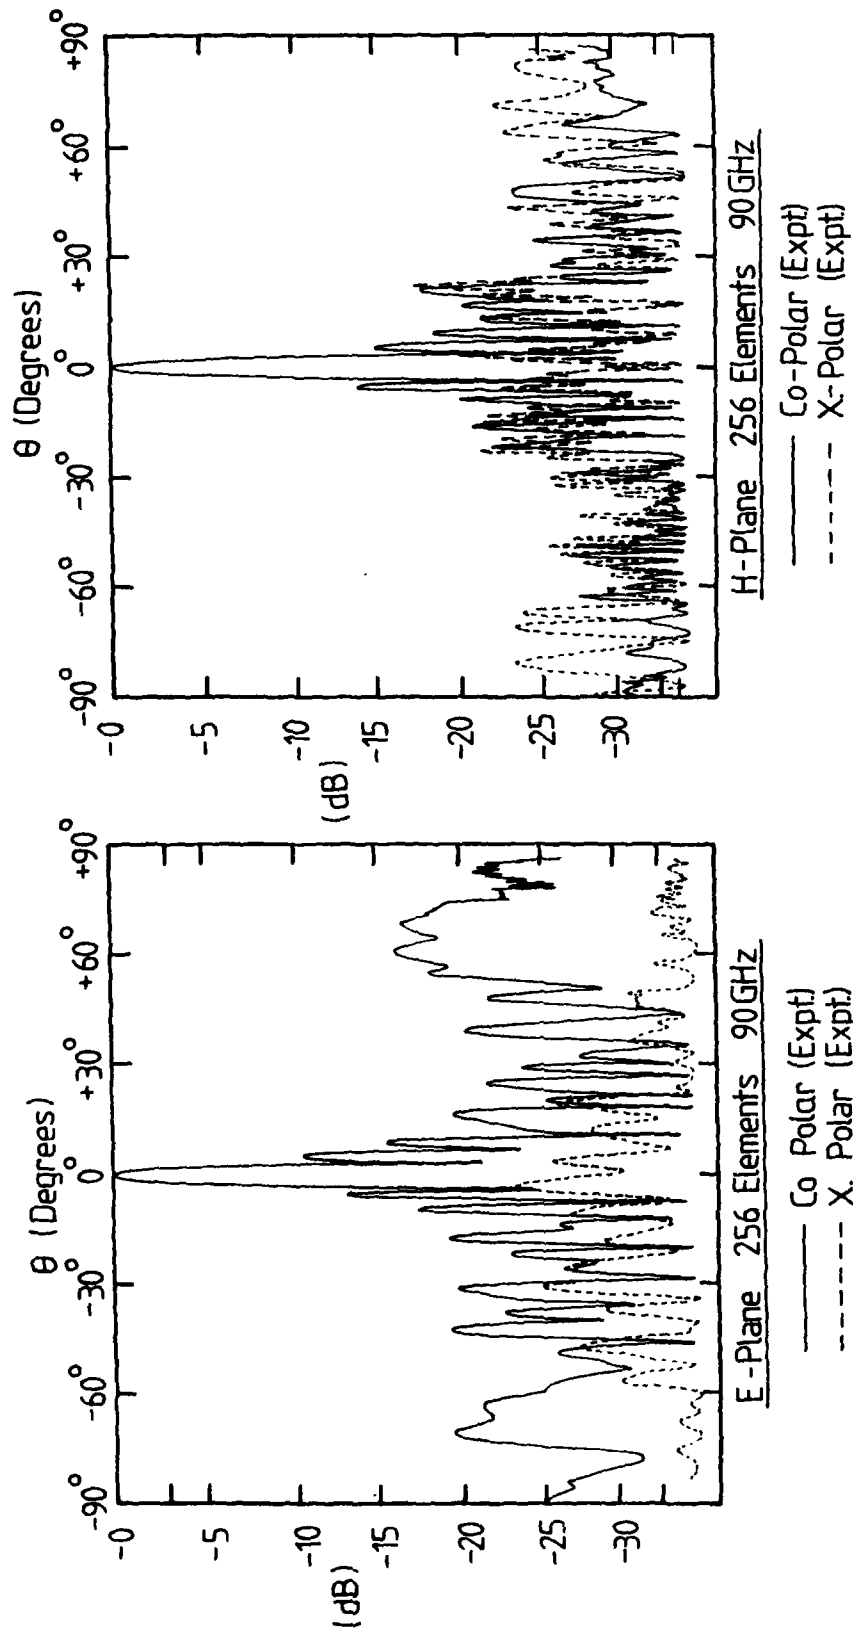 θ (Degrees)
-90° -60° -30° 0° +30° +60° +90°
-0
-5
-10
-15
-20
-25
-30
(dB)
E-Plane 256 Elements 90GHz
—— Co Polar (Expt)
----- X. Polar (Expt.)
θ (Degrees)
-90° -60° -30° 0° +30° +60° +90°
-0
-5
-10
-15
-20
-25
-30
(dB)
H-Plane 256 Elements 90GHz
—— Co-Polar (Expt)
----- X-Polar (Expt.)